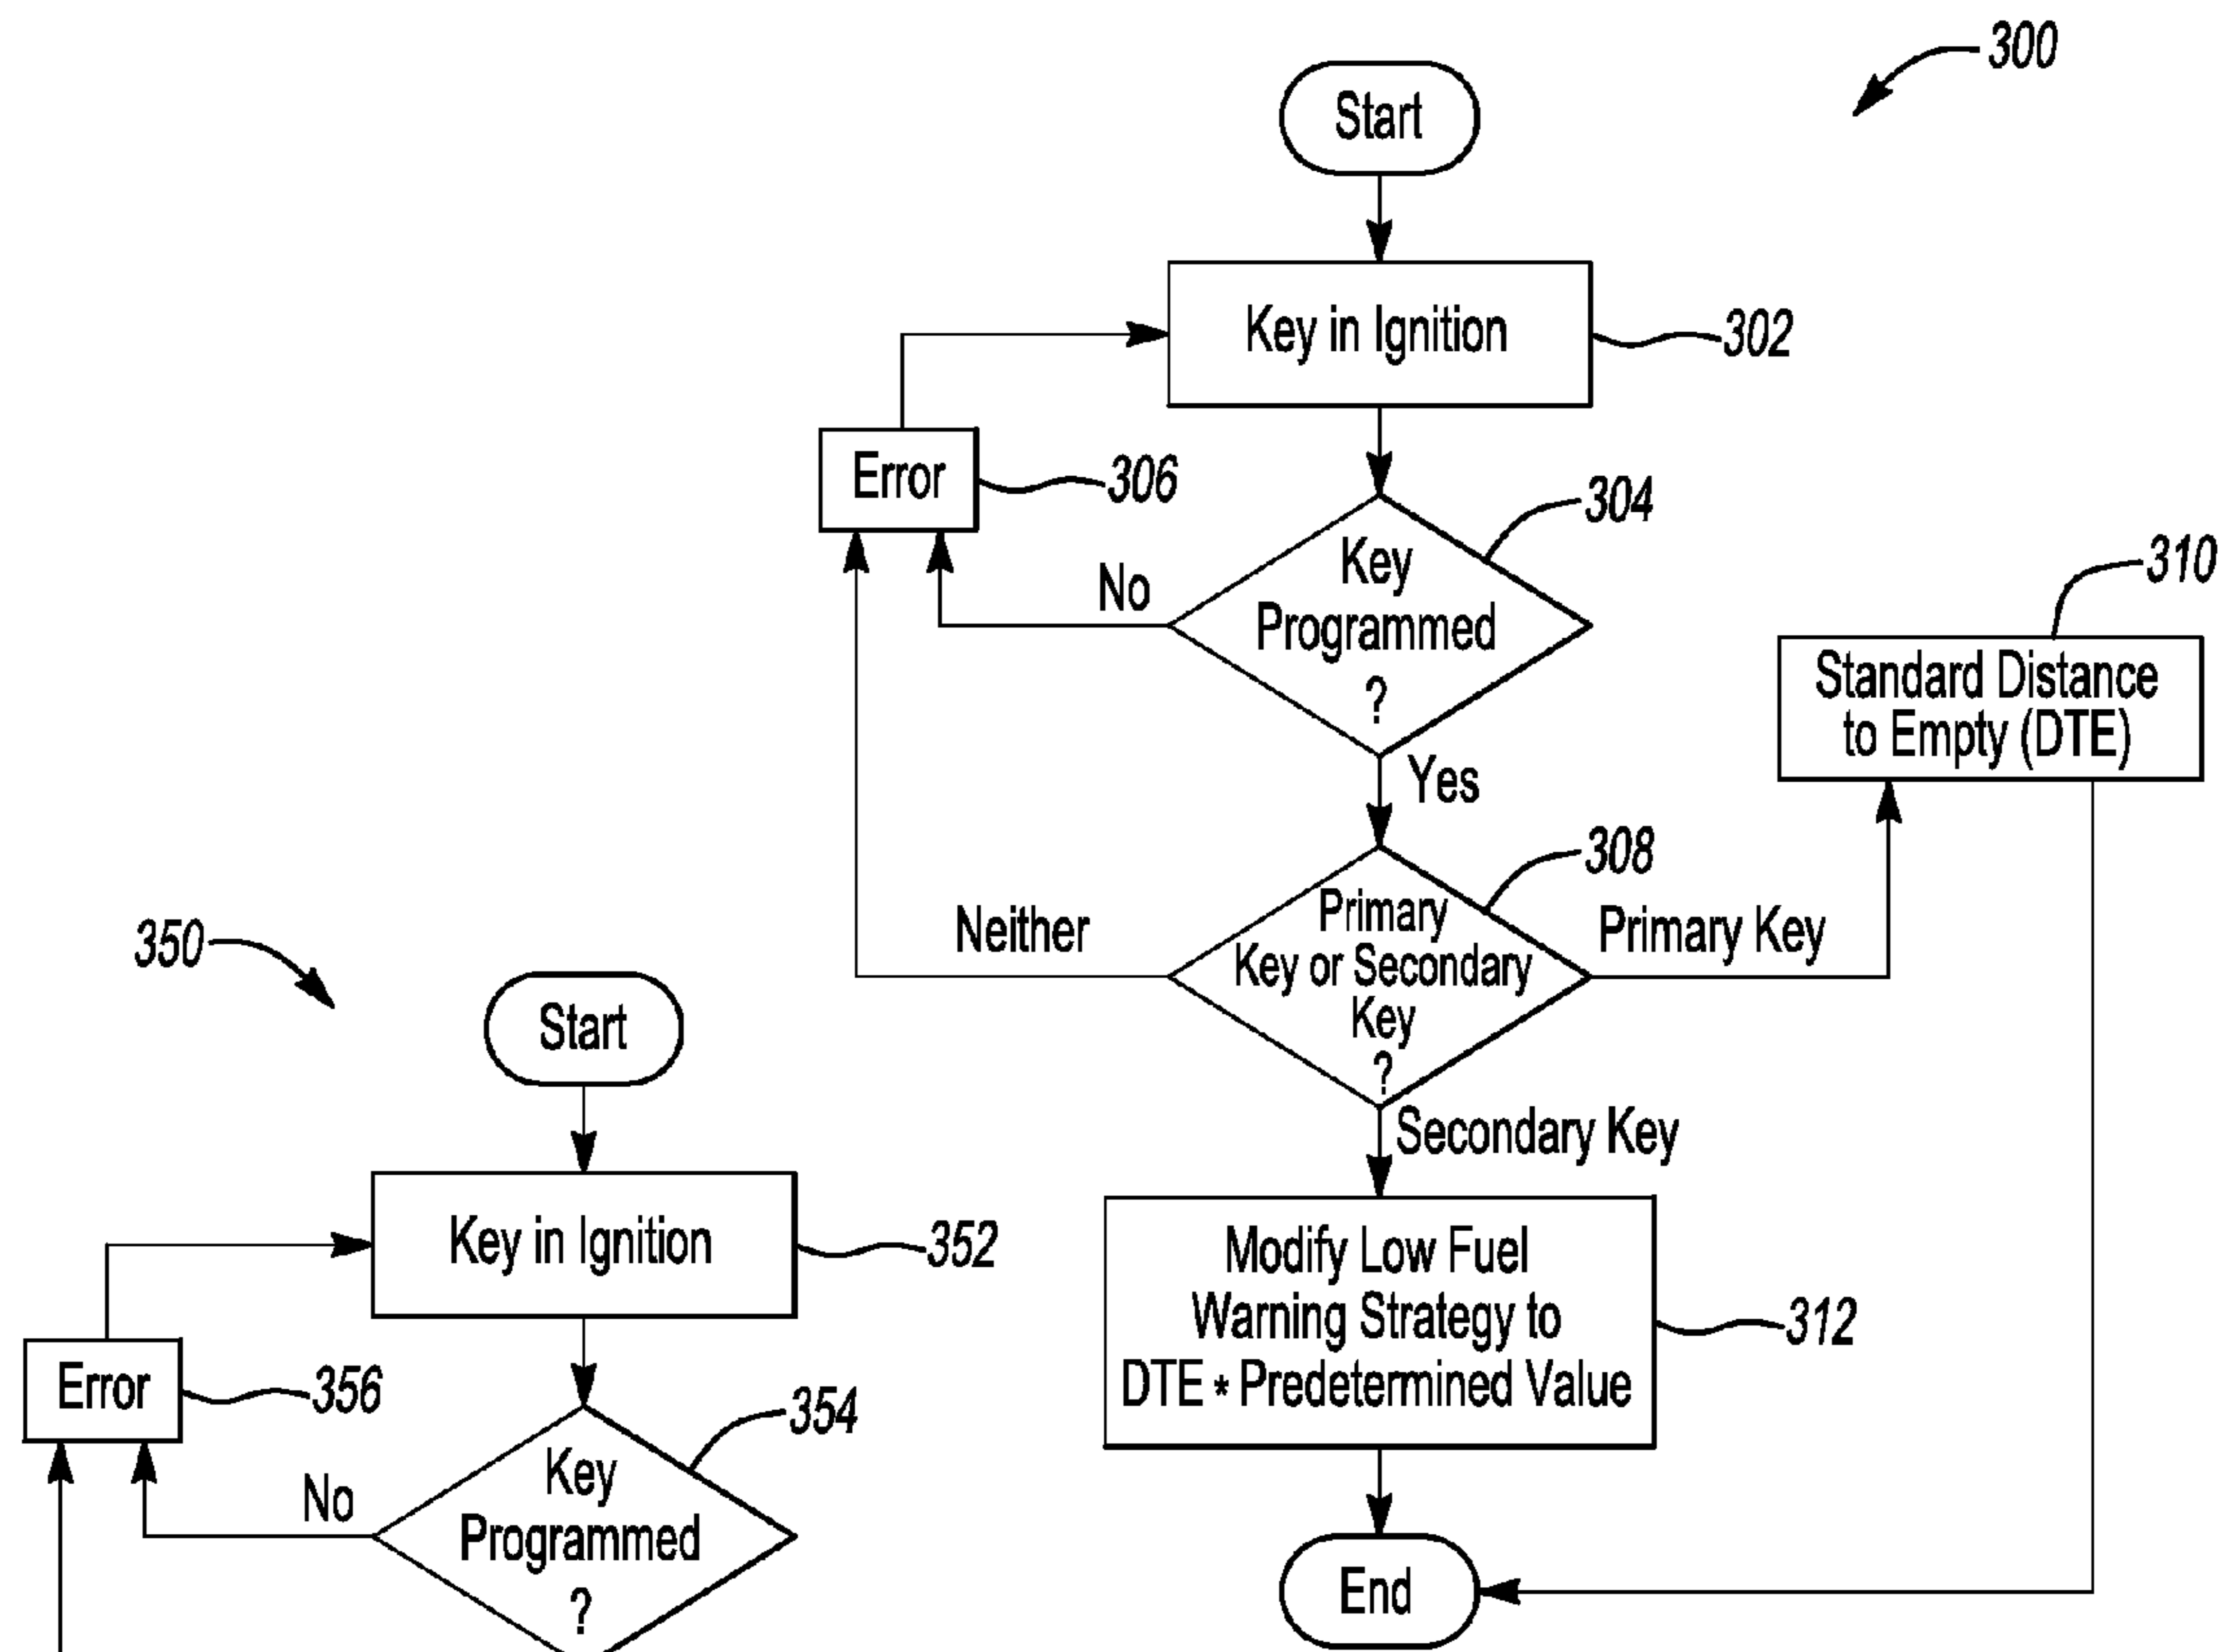 300
Start
Key in Ignition
302
Error
306
304
Key
Programmed
?
No
Yes
310
Standard Distance
to Empty (DTE)
308
Primary
Key or Secondary
Key
?
Neither
Primary Key
Secondary Key
Modify Low Fuel
Warning Strategy to
DTE * Predetermined Value
312
End
350
Start
Key in Ignition
352
Error
356
354
Key
Programmed
?
No